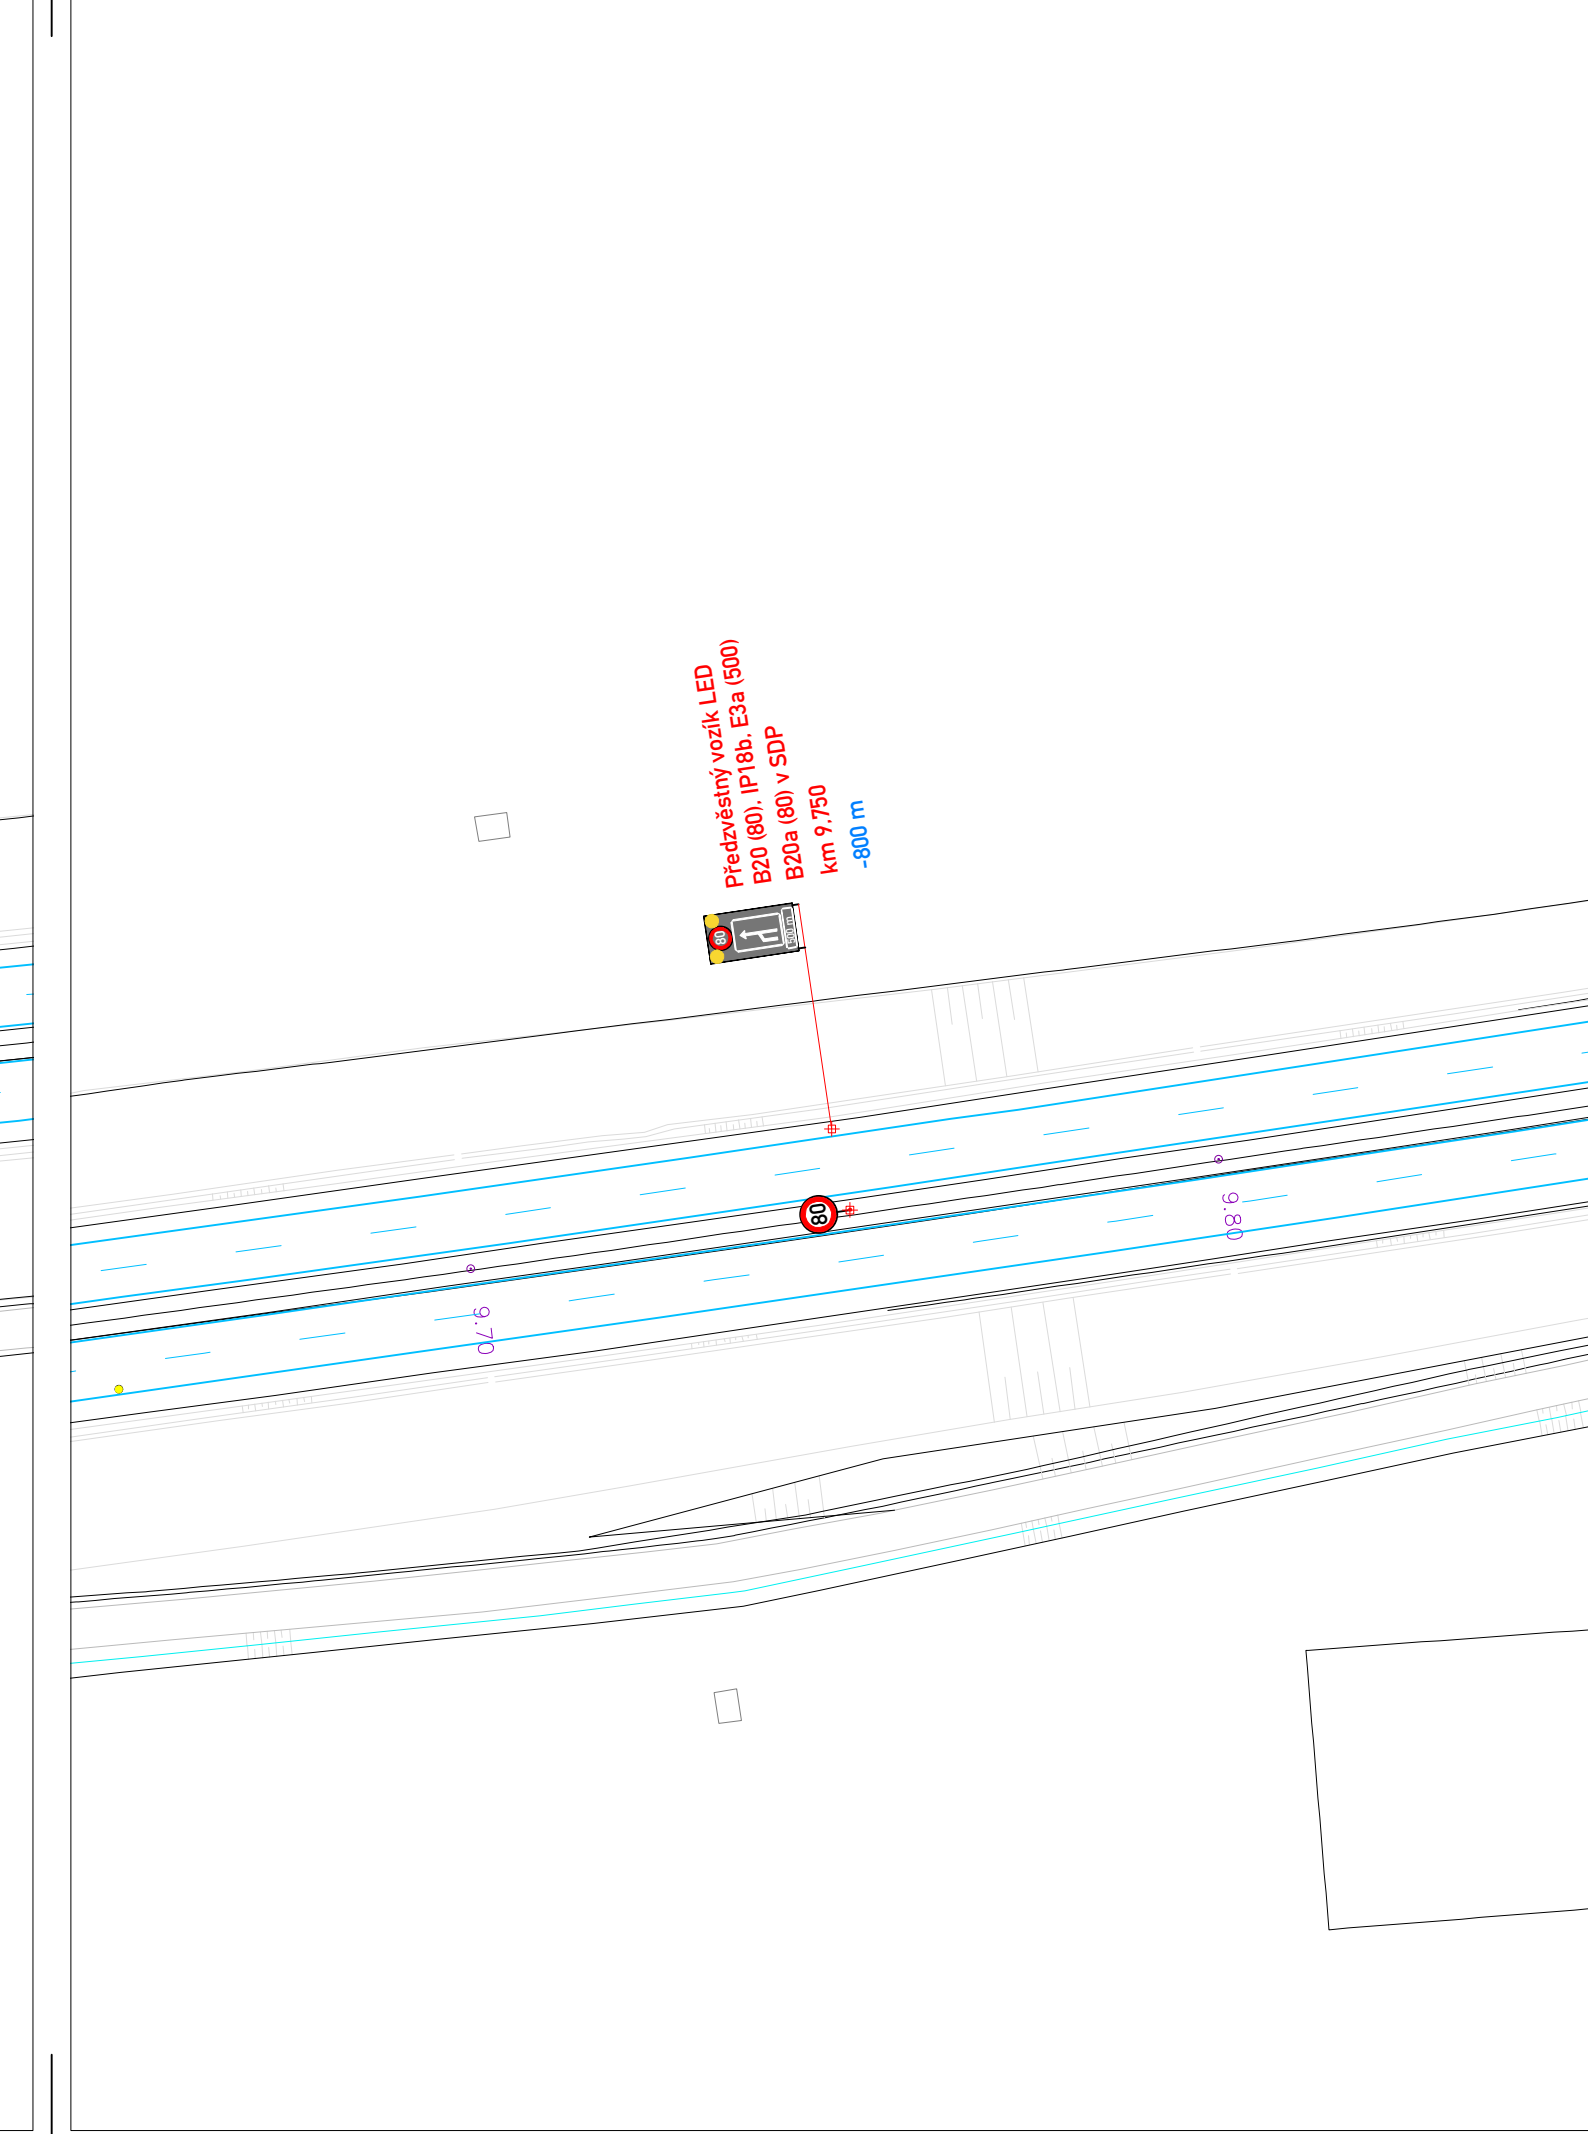 Předzvěstný vozík LED
B20 (80), IP18b, E3a (500)
B20a (80) v SDP
km 9,750
-800 m
80
500 m
80
9.70
9.80